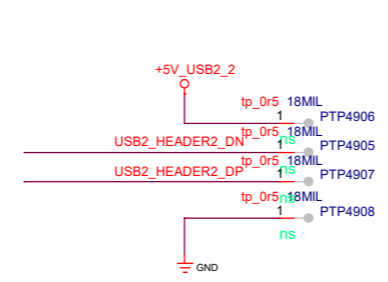 +5V_USB2_2
tp_0r5 18MIL
1 PTP4906
tp_0r5 18MIL
USB2_HEADER2_DN ns
1 PTP4905
tp_0r5 18MIL
USB2_HEADER2_DP ns
1 PTP4907
ns
tp_0r5 18MIL
1 PTP4908
ns
GND